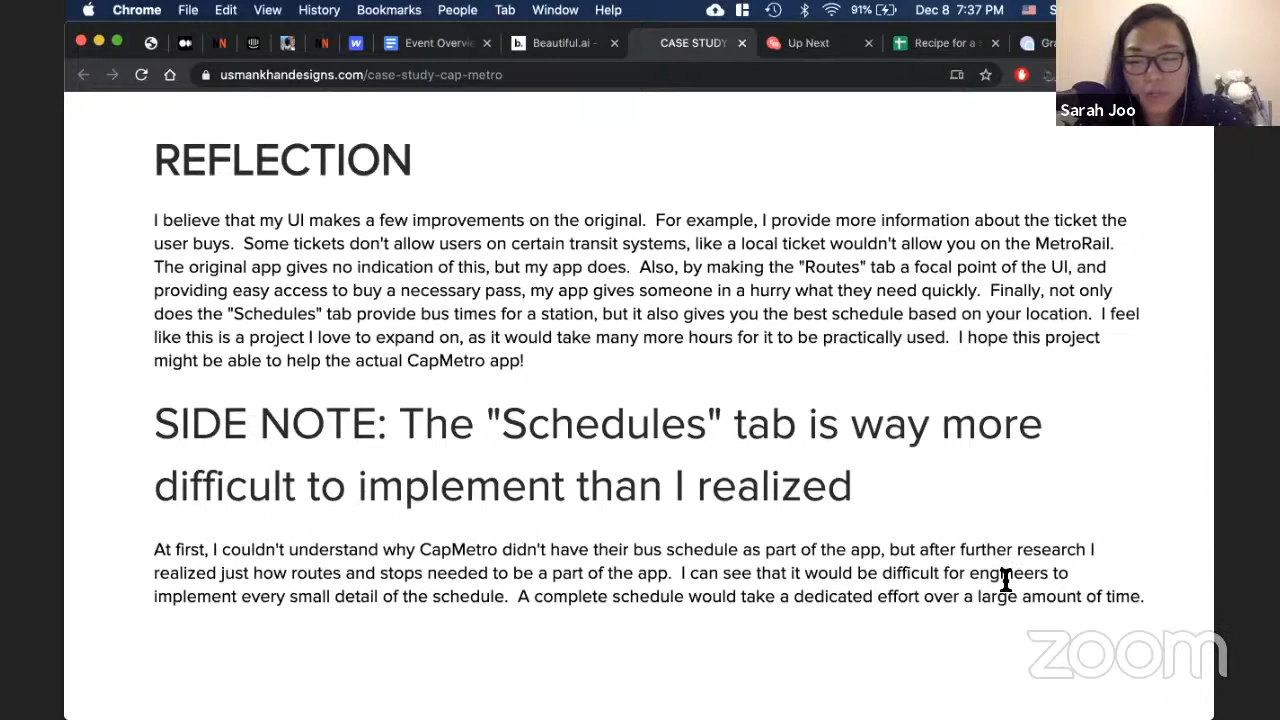 Chrome File Edit View History Bookmarks People Tab Window Help 91% Dec 8 7:37 PM
Event Overvie Beautiful.ai - CASE STUDY Up Next Recipe for a Gra
usmankhandesigns.com/case-study-cap-metro
Sarah Joo
REFLECTION
I believe that my UI makes a few improvements on the original. For example, I provide more information about the ticket the
user buys. Some tickets don't allow users on certain transit systems, like a local ticket wouldn't allow you on the MetroRail.
The original app gives no indication of this, but my app does. Also, by making the "Routes" tab a focal point of the UI, and
providing easy access to buy a necessary pass, my app gives someone in a hurry what they need quickly. Finally, not only
does the "Schedules" tab provide bus times for a station, but it also gives you the best schedule based on your location. I feel
like this is a project I love to expand on, as it would take many more hours for it to be practically used. I hope this project
might be able to help the actual CapMetro app!
SIDE NOTE: The "Schedules" tab is way more
difficult to implement than I realized
At first, I couldn't understand why CapMetro didn't have their bus schedule as part of the app, but after further research I
realized just how routes and stops needed to be a part of the app. I can see that it would be difficult for engineers to
implement every small detail of the schedule. A complete schedule would take a dedicated effort over a large amount of time.
zoom